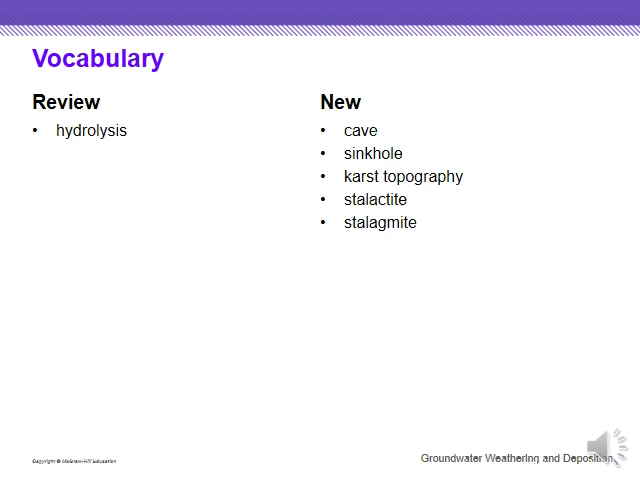 Vocabulary
Review
• hydrolysis
New
• cave
• sinkhole
• karst topography
• stalactite
• stalagmite
Copyright © McGraw-Hill Education
Groundwater Weathering and Deposition